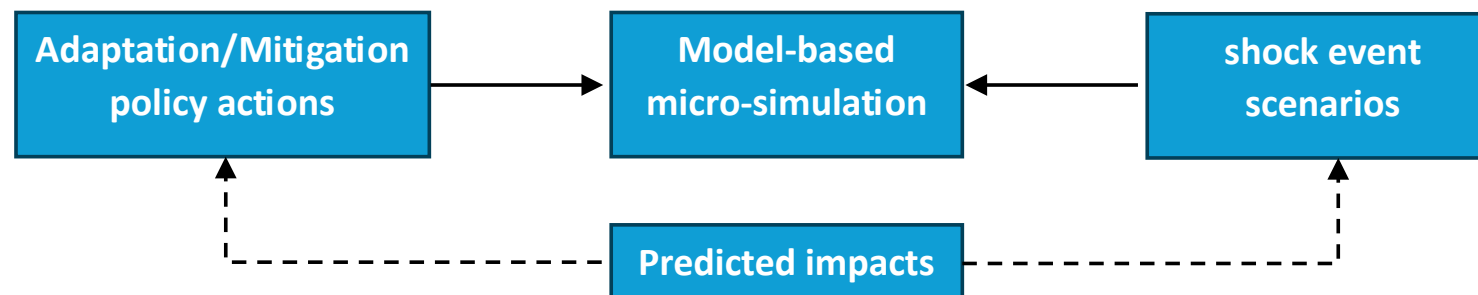 Adaptation/Mitigation
policy actions
Model-based
micro-simulation
shock event
scenarios
Predicted impacts